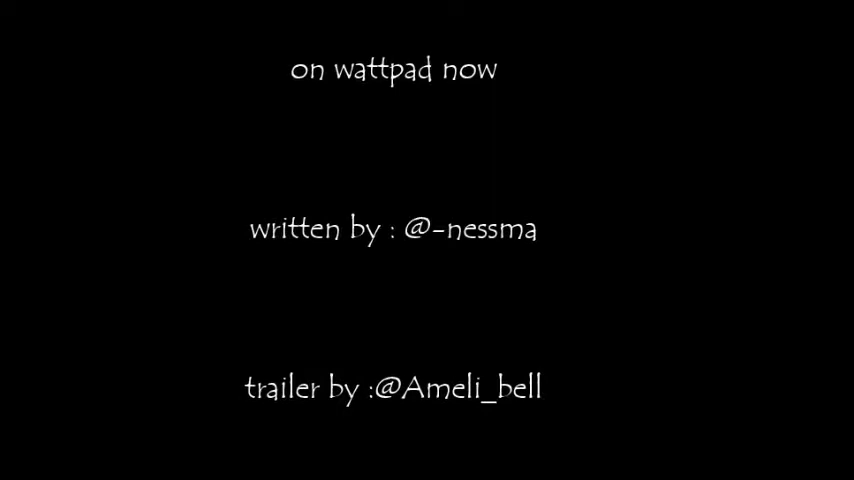 on wattpad now
written by : @-nessma
trailer by :@Ameli_bell